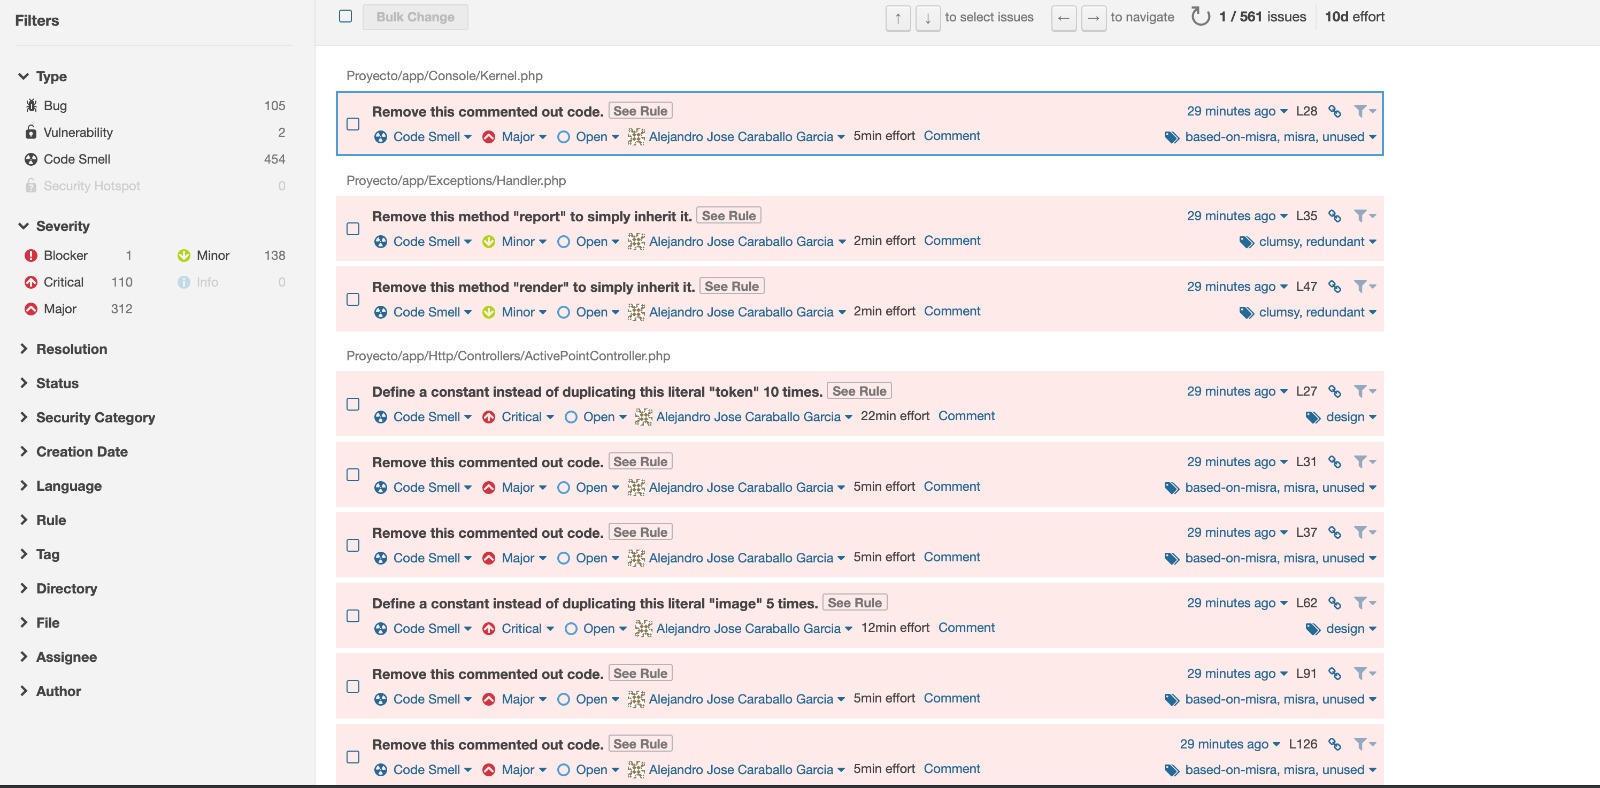 Filters
Type
Bug 105
Vulnerability 2
Code Smell 454
Security Hotspot 0
Severity
Blocker 1 Minor 138
Critical 110 Info 0
Major 312
Resolution
Status
Security Category
Creation Date
Language
Rule
Tag
Directory
File
Assignee
Author
Bulk Change ↑ ↓ to select issues ← → to navigate 1 / 561 issues 10d effort
Proyecto/app/Console/Kernel.php
Remove this commented out code. See Rule 29 minutes ago L28
Code Smell Major Open Alejandro Jose Caraballo Garcia 5min effort Comment based-on-misra, misra, unused
Proyecto/app/Exceptions/Handler.php
Remove this method "report" to simply inherit it. See Rule 29 minutes ago L35
Code Smell Minor Open Alejandro Jose Caraballo Garcia 2min effort Comment clumsy, redundant
Remove this method "render" to simply inherit it. See Rule 29 minutes ago L47
Code Smell Minor Open Alejandro Jose Caraballo Garcia 2min effort Comment clumsy, redundant
Proyecto/app/Http/Controllers/ActivePointController.php
Define a constant instead of duplicating this literal "token" 10 times. See Rule 29 minutes ago L27
Code Smell Critical Open Alejandro Jose Caraballo Garcia 22min effort Comment design
Remove this commented out code. See Rule 29 minutes ago L31
Code Smell Major Open Alejandro Jose Caraballo Garcia 5min effort Comment based-on-misra, misra, unused
Remove this commented out code. See Rule 29 minutes ago L37
Code Smell Major Open Alejandro Jose Caraballo Garcia 5min effort Comment based-on-misra, misra, unused
Define a constant instead of duplicating this literal "image" 5 times. See Rule 29 minutes ago L62
Code Smell Critical Open Alejandro Jose Caraballo Garcia 12min effort Comment design
Remove this commented out code. See Rule 29 minutes ago L91
Code Smell Major Open Alejandro Jose Caraballo Garcia 5min effort Comment based-on-misra, misra, unused
Remove this commented out code. See Rule 29 minutes ago L126
Code Smell Major Open Alejandro Jose Caraballo Garcia 5min effort Comment based-on-misra, misra, unused